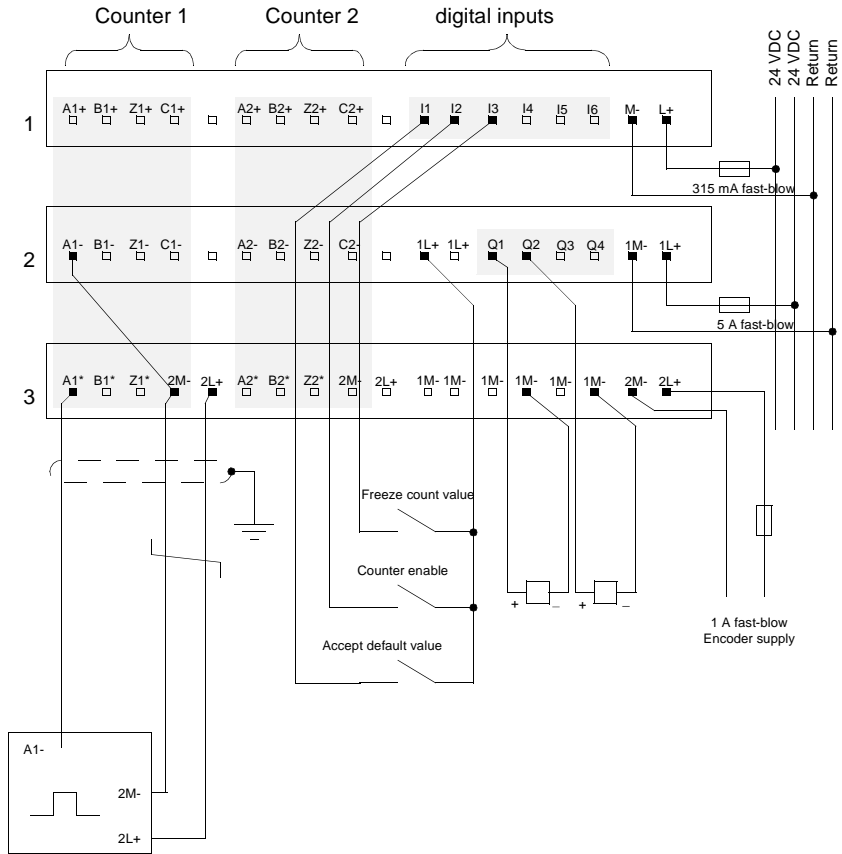 Counter 1 Counter 2 digital inputs
24 VDC
24 VDC
Return
Return
1 A1+ B1+ Z1+ C1+ A2+ B2+ Z2+ C2+ I1 I2 I3 I4 I5 I6 M- L+
315 mA fast-blow
2 A1- B1- Z1- C1- A2- B2- Z2- C2- 1L+ 1L+ Q1 Q2 Q3 Q4 1M- 1L+
5 A fast-blow
3 A1* B1* Z1* 2M- 2L+ A2* B2* Z2* 2M- 2L+ 1M- 1M- 1M- 1M- 1M- 1M- 2M- 2L+
Freeze count value
Counter enable
+ – + –
1 A fast-blow
Encoder supply
Accept default value
A1-
2M-
2L+